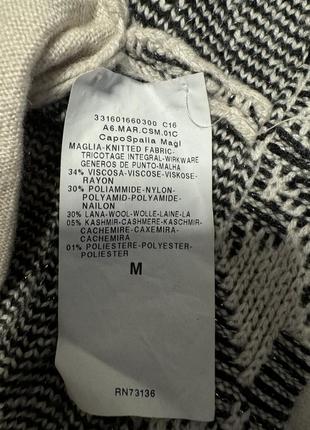 331601660300 C16
A6.MAR.CSM.01C
CapoSpalla Magl
MAGLIA-KNITTED FABRIC-
TRICOTAGE INTEGRAL-WIRKWARE
GENEROS DE PUNTO-MALHA
34% VISCOSA-VISCOSE-VISKOSE-
RAYON
30% POLIAMMIDE-NYLON-
POLYAMID-POLYAMIDE-
NAILON
30% LANA-WOOL-WOLLE-LAINE-LA
05% KASHMIR-CASHMERE-KASCHMIR-
CACHEMIRE-CAXEMIRA-
CACHEMIRA
01% POLIESTERE-POLYESTER-
POLIESTER
M
RN73136